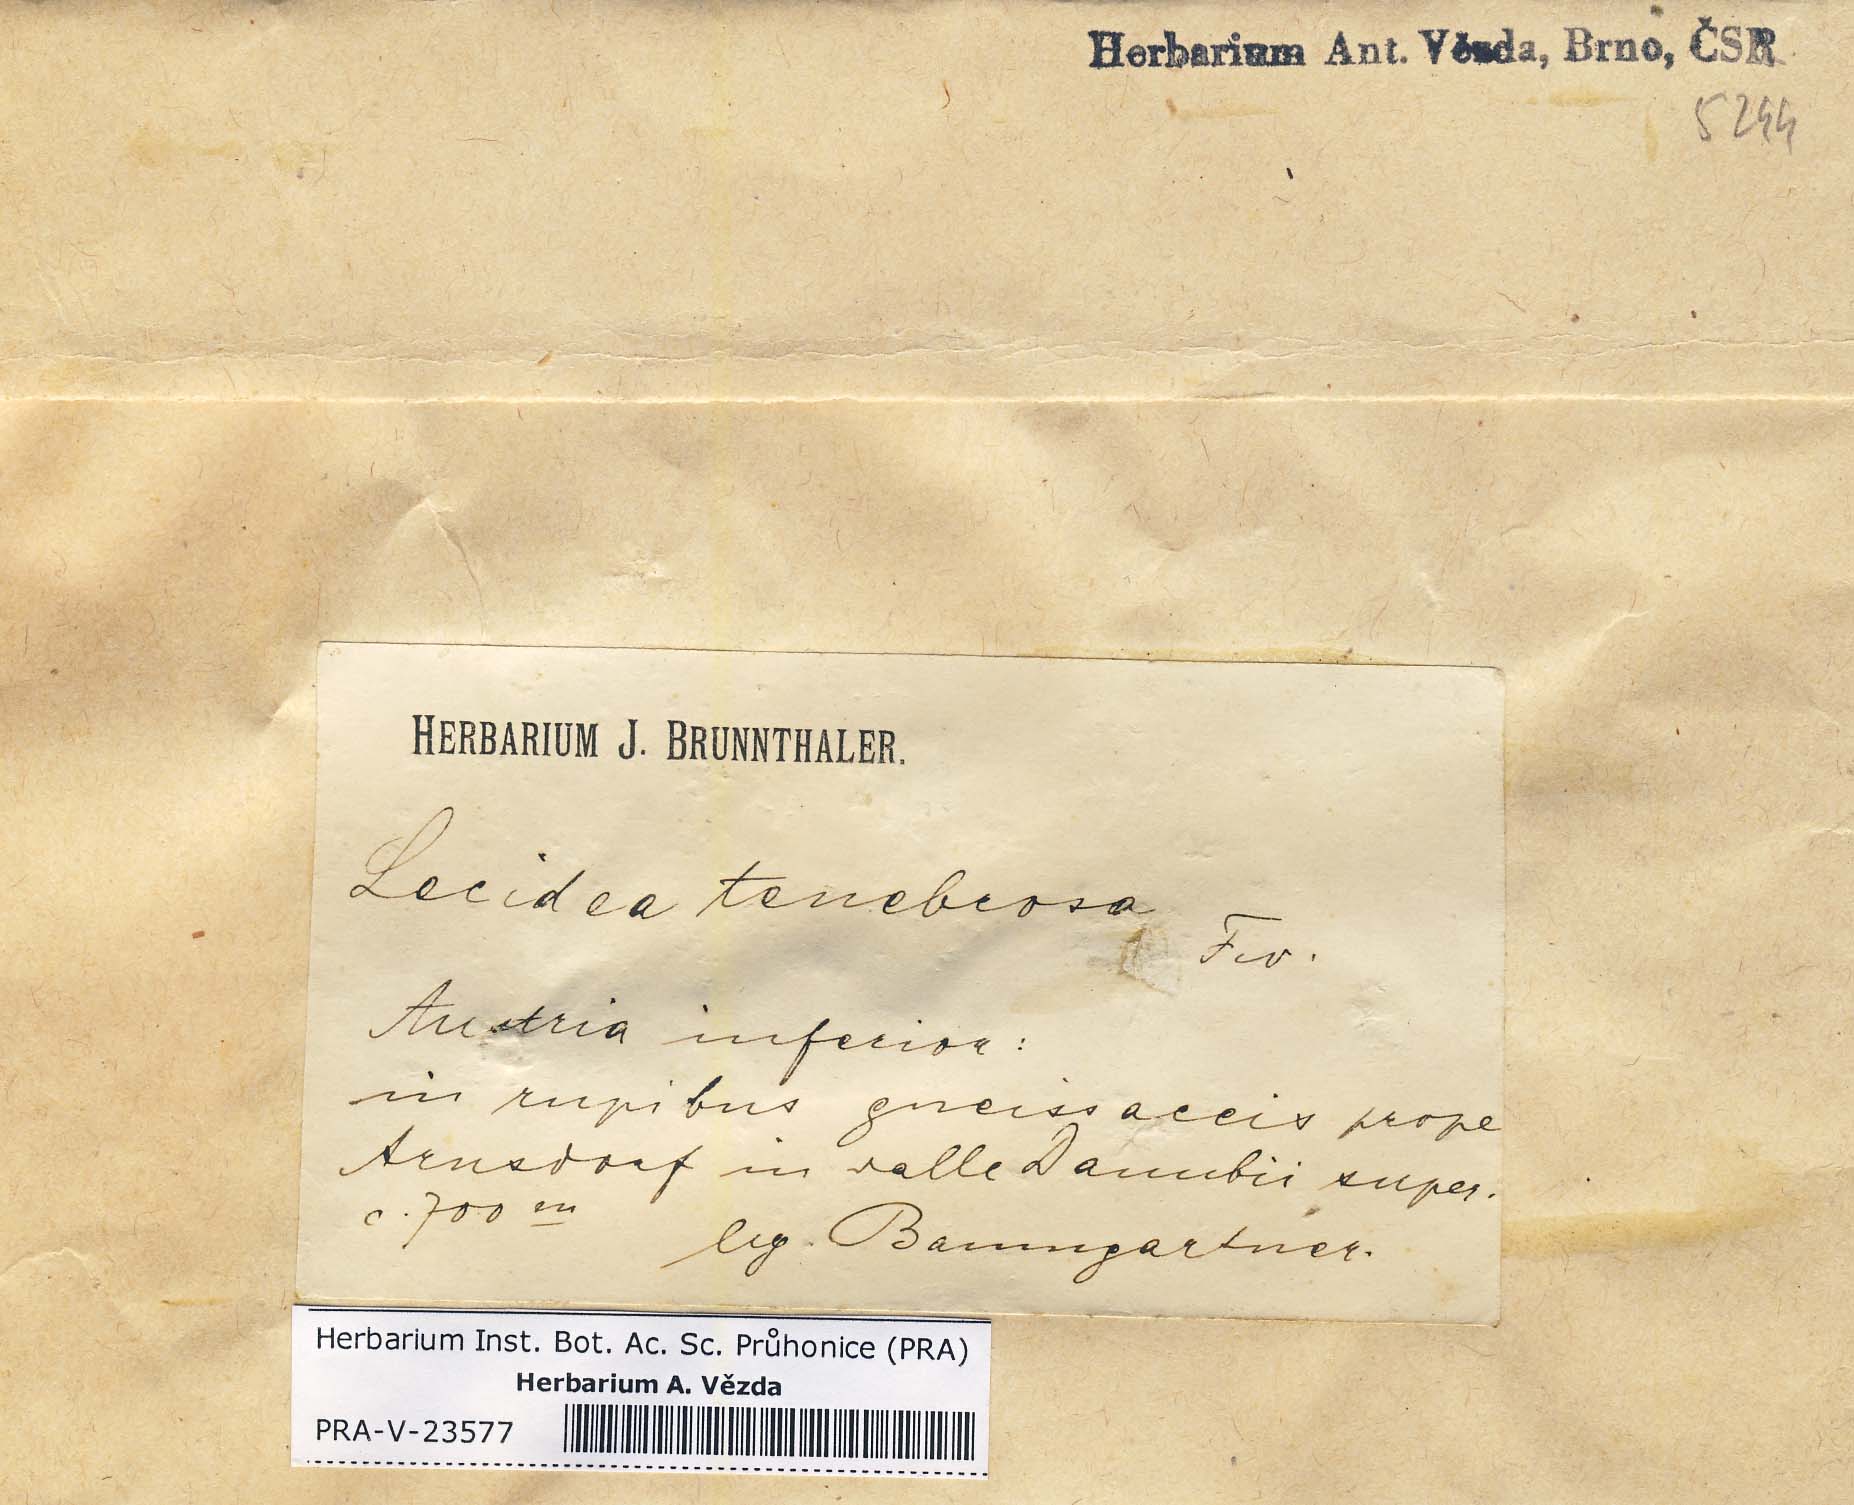 Herbarium Ant. Vězda, Brno, ČSR
5244
HERBARIUM J. BRUNNTHALER.
Lecidea tenebrosa
Fw.
Austria inferior:
in rupibus gneissaceis prope
Arnsdorf in valle Danubii super.
c. 700 m
leg. Baumgartner.
Herbarium Inst. Bot. Ac. Sc. Průhonice (PRA)
Herbarium A. Vězda
PRA-V-23577